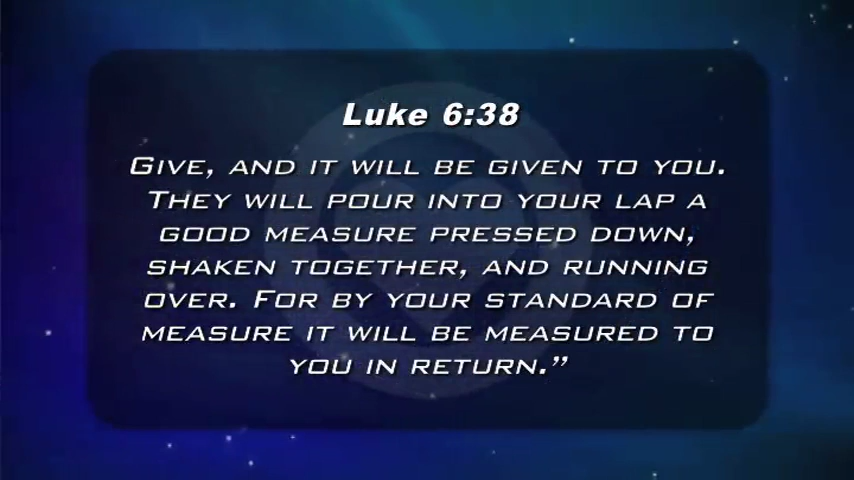 Luke 6:38
Give, and it will be given to you.
They will pour into your lap a
good measure pressed down,
shaken together, and running
over. For by your standard of
measure it will be measured to
you in return.”